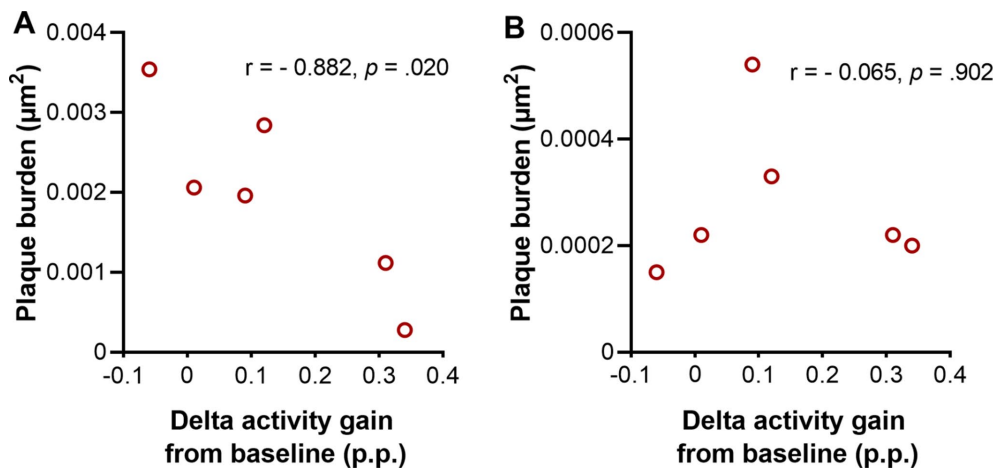 A
0.004
0.003
0.002
0.001
0
Plaque burden (µm²)
r = - 0.882, p = .020
-0.1 0 0.1 0.2 0.3 0.4
Delta activity gain
from baseline (p.p.)
B
0.0006
0.0004
0.0002
0
Plaque burden (µm²)
r = - 0.065, p = .902
-0.1 0 0.1 0.2 0.3 0.4
Delta activity gain
from baseline (p.p.)